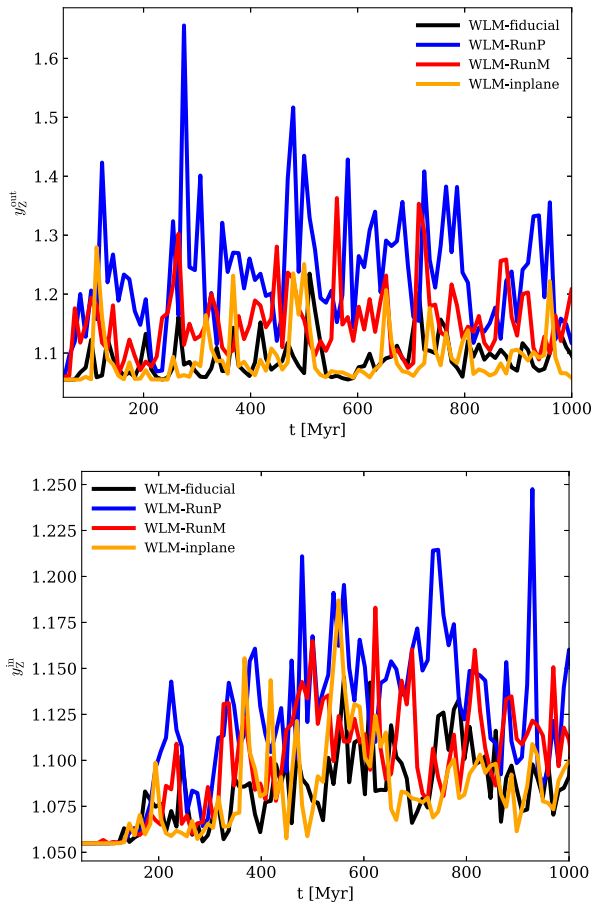 1.6
1.5
1.4
1.3
1.2
1.1
y_Z^out
WLM-fiducial
WLM-RunP
WLM-RunM
WLM-inplane
200 400 600 800 1000
t [Myr]
1.250
1.225
1.200
1.175
1.150
1.125
1.100
1.075
1.050
y_Z^in
WLM-fiducial
WLM-RunP
WLM-RunM
WLM-inplane
200 400 600 800 1000
t [Myr]